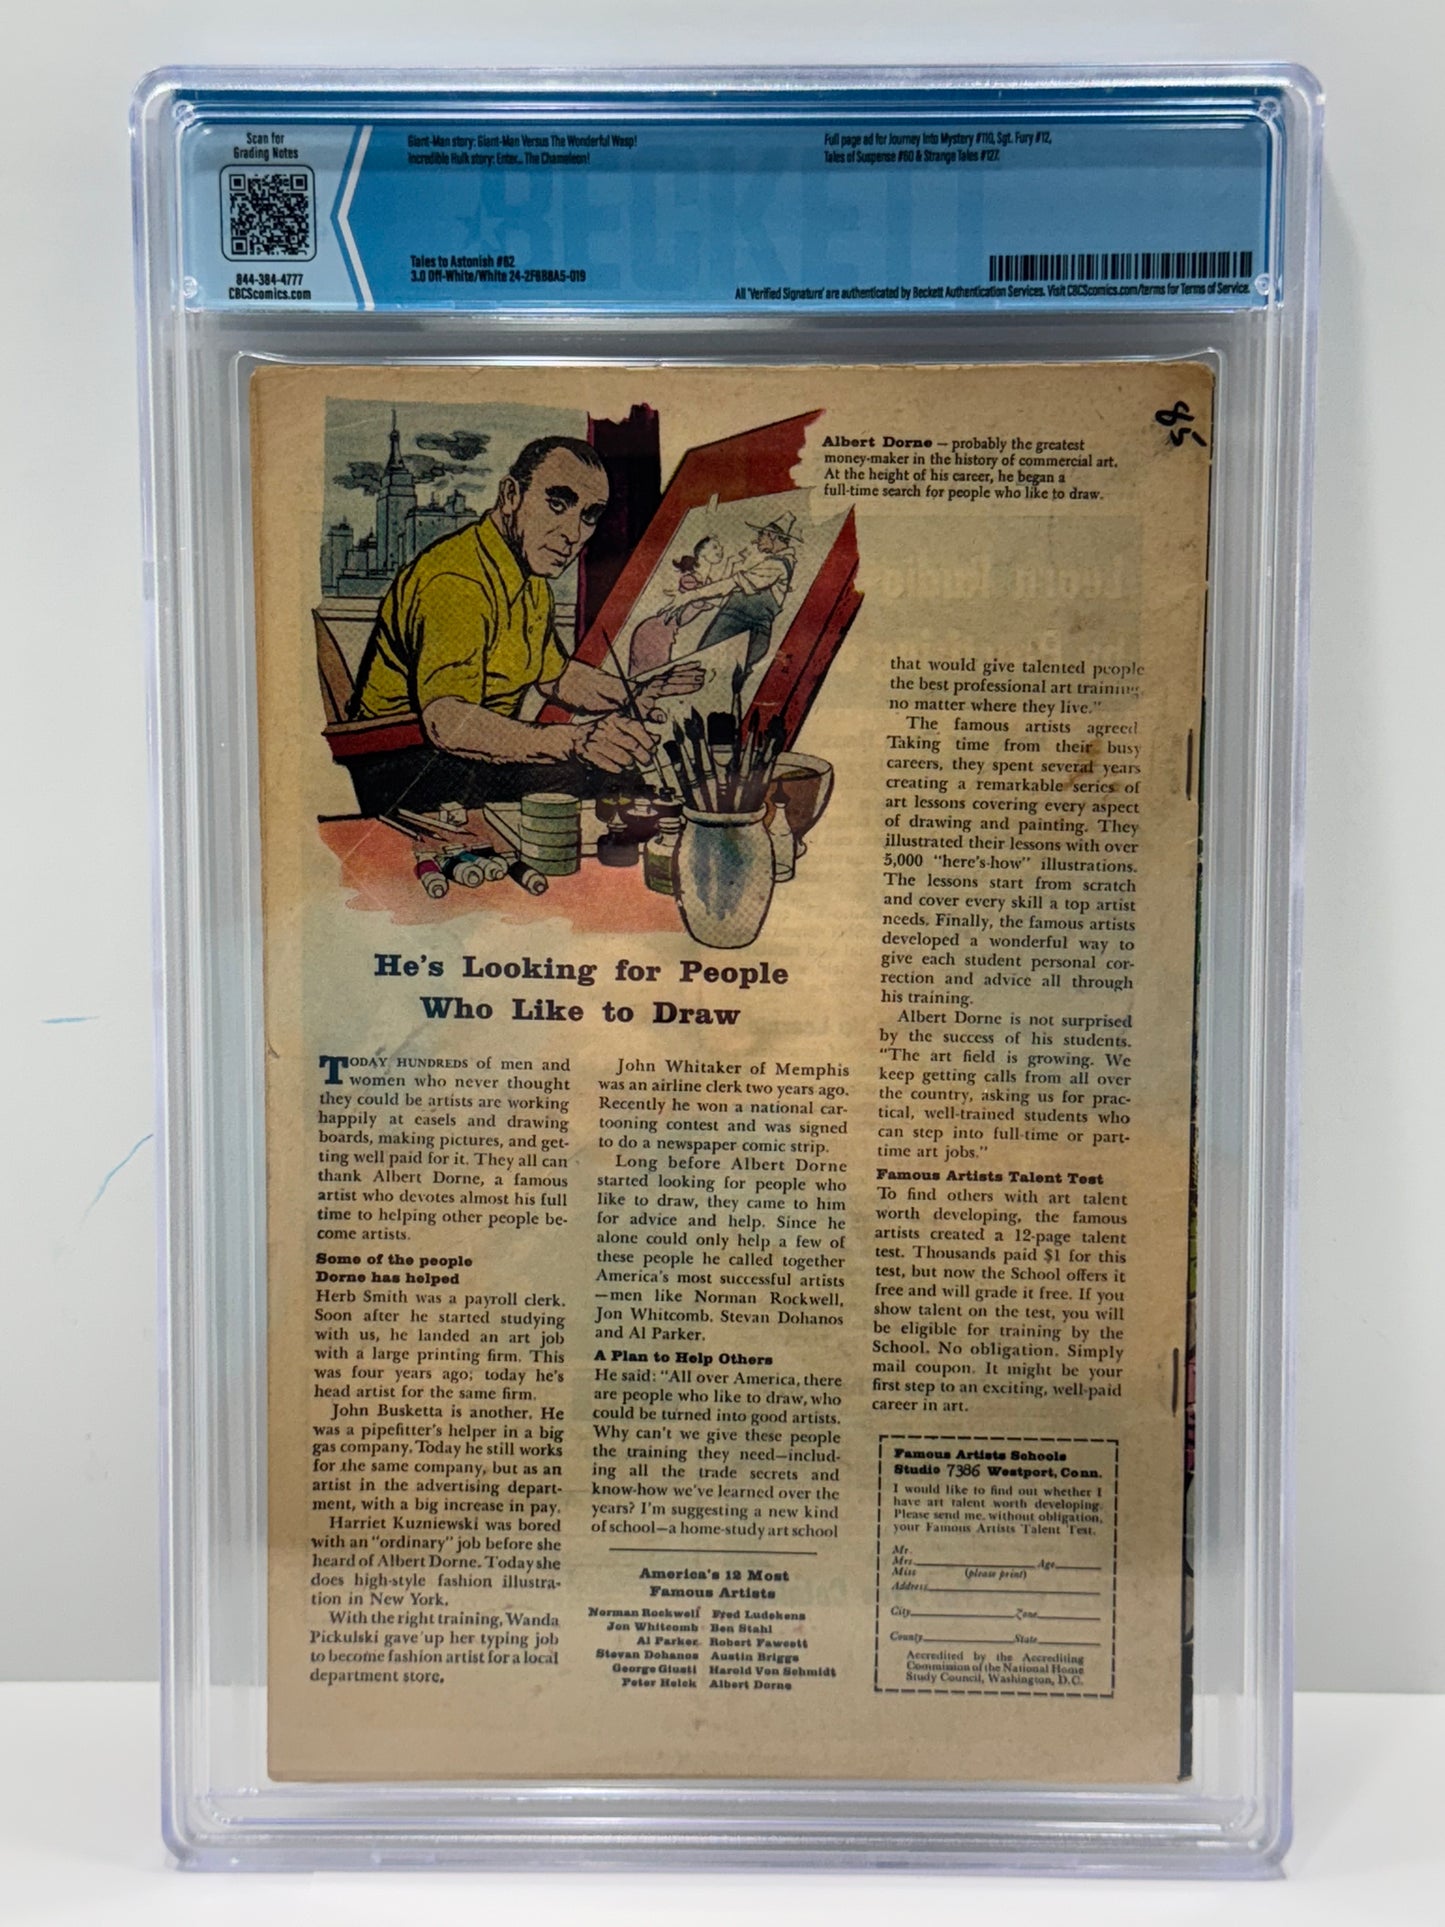 Scan for
Grading Notes
844-384-4777
CBCScomics.com
Giant-Man story: Giant-Man Versus The Wonderful Wasp!
Incredible Hulk story: Enter... The Chameleon!
Full page ad for Journey Into Mystery #110, Sgt. Fury #12,
Tales of Suspense #60 & Strange Tales #127.
BECKETT
Tales to Astonish #62
3.0 Off-White/White 24-2F8B8A5-019
All 'Verified Signature' are authenticated by Beckett Authentication Services. Visit CBCScomics.com/terms for Terms of Service.
Albert Dorne – probably the greatest
money-maker in the history of commercial art.
At the height of his career, he began a
full-time search for people who like to draw.
He's Looking for People
Who Like to Draw
TODAY HUNDREDS of men and
women who never thought
they could be artists are working
happily at easels and drawing
boards, making pictures, and get-
ting well paid for it. They all can
thank Albert Dorne, a famous
artist who devotes almost his full
time to helping other people be-
come artists.
Some of the people
Dorne has helped
Herb Smith was a payroll clerk.
Soon after he started studying
with us, he landed an art job
with a large printing firm. This
was four years ago; today he's
head artist for the same firm.
John Busketta is another. He
was a pipefitter's helper in a big
gas company. Today he still works
for the same company, but as an
artist in the advertising depart-
ment, with a big increase in pay.
Harriet Kuzniewski was bored
with an "ordinary" job before she
heard of Albert Dorne. Today she
does high-style fashion illustra-
tion in New York.
With the right training, Wanda
Pickulski gave up her typing job
to become fashion artist for a local
department store.
John Whitaker of Memphis
was an airline clerk two years ago.
Recently he won a national car-
tooning contest and was signed
to do a newspaper comic strip.
Long before Albert Dorne
started looking for people who
like to draw, they came to him
for advice and help. Since he
alone could only help a few of
these people he called together
America's most successful artists
—men like Norman Rockwell,
Jon Whitcomb, Stevan Dohanos
and Al Parker.
A Plan to Help Others
He said: "All over America, there
are people who like to draw, who
could be turned into good artists.
Why can't we give these people
the training they need—includ-
ing all the trade secrets and
know-how we've learned over the
years? I'm suggesting a new kind
of school—a home-study art school
America's 12 Most
Famous Artists
Norman Rockwell Fred Ludekens
Jon Whitcomb Ben Stahl
Al Parker Robert Fawcett
Stevan Dohanos Austin Briggs
George Giusti Harold Von Schmidt
Peter Helck Albert Dorne
that would give talented people
the best professional art training
no matter where they live."
The famous artists agreed
Taking time from their busy
careers, they spent several years
creating a remarkable series of
art lessons covering every aspect
of drawing and painting. They
illustrated their lessons with over
5,000 "here's-how" illustrations.
The lessons start from scratch
and cover every skill a top artist
needs. Finally, the famous artists
developed a wonderful way to
give each student personal cor-
rection and advice all through
his training.
Albert Dorne is not surprised
by the success of his students.
"The art field is growing. We
keep getting calls from all over
the country, asking us for prac-
tical, well-trained students who
can step into full-time or part-
time art jobs."
Famous Artists Talent Test
To find others with art talent
worth developing, the famous
artists created a 12-page talent
test. Thousands paid $1 for this
test, but now the School offers it
free and will grade it free. If you
show talent on the test, you will
be eligible for training by the
School. No obligation. Simply
mail coupon. It might be your
first step to an exciting, well-paid
career in art.
Famous Artists Schools
Studio 7386 Westport, Conn.
I would like to find out whether I
have art talent worth developing.
Please send me, without obligation,
your Famous Artists Talent Test.
Mr.
Mrs. Age
Miss (please print)
Address
City Zone
County State
Accredited by the Accrediting
Commission of the National Home
Study Council, Washington, D.C.